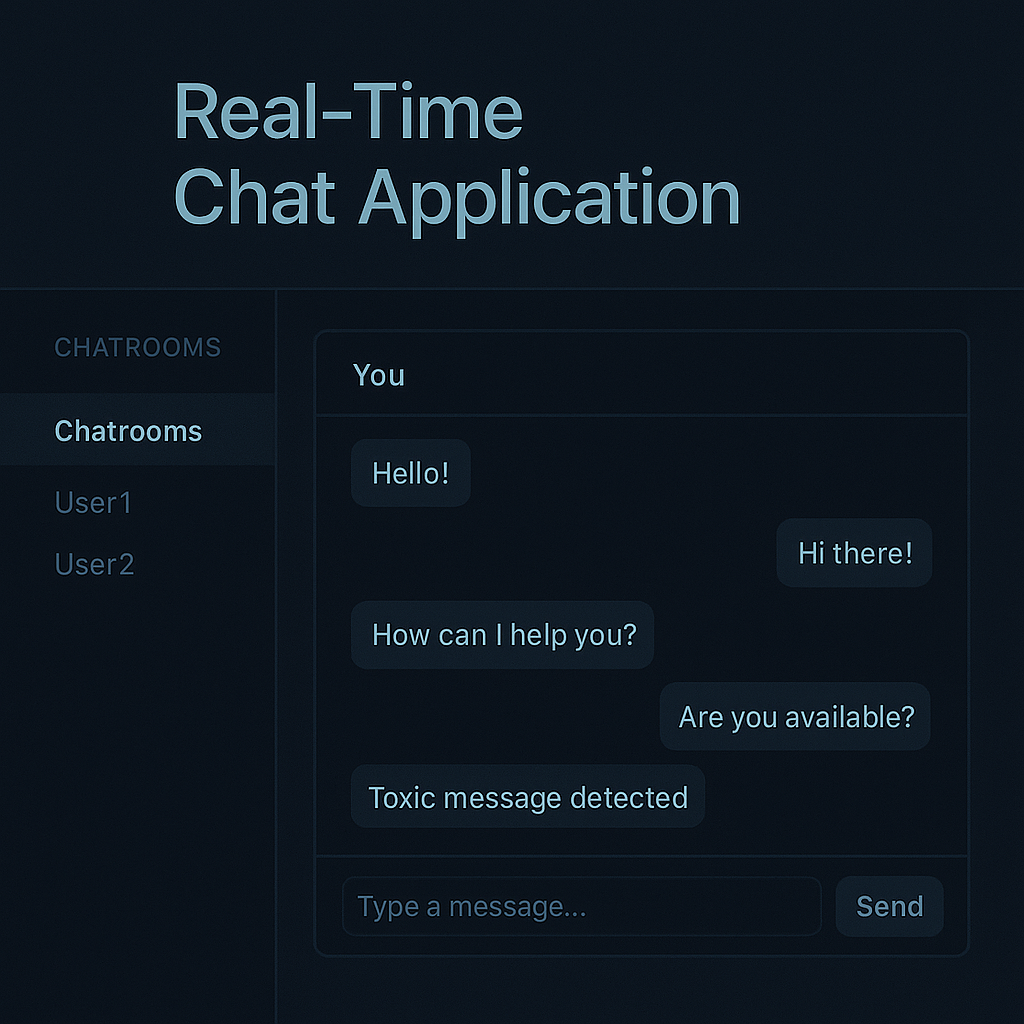 Real-Time
Chat Application
CHATROOMS
Chatrooms
User1
User2
You
Hello!
Hi there!
How can I help you?
Are you available?
Toxic message detected
Type a message...
Send